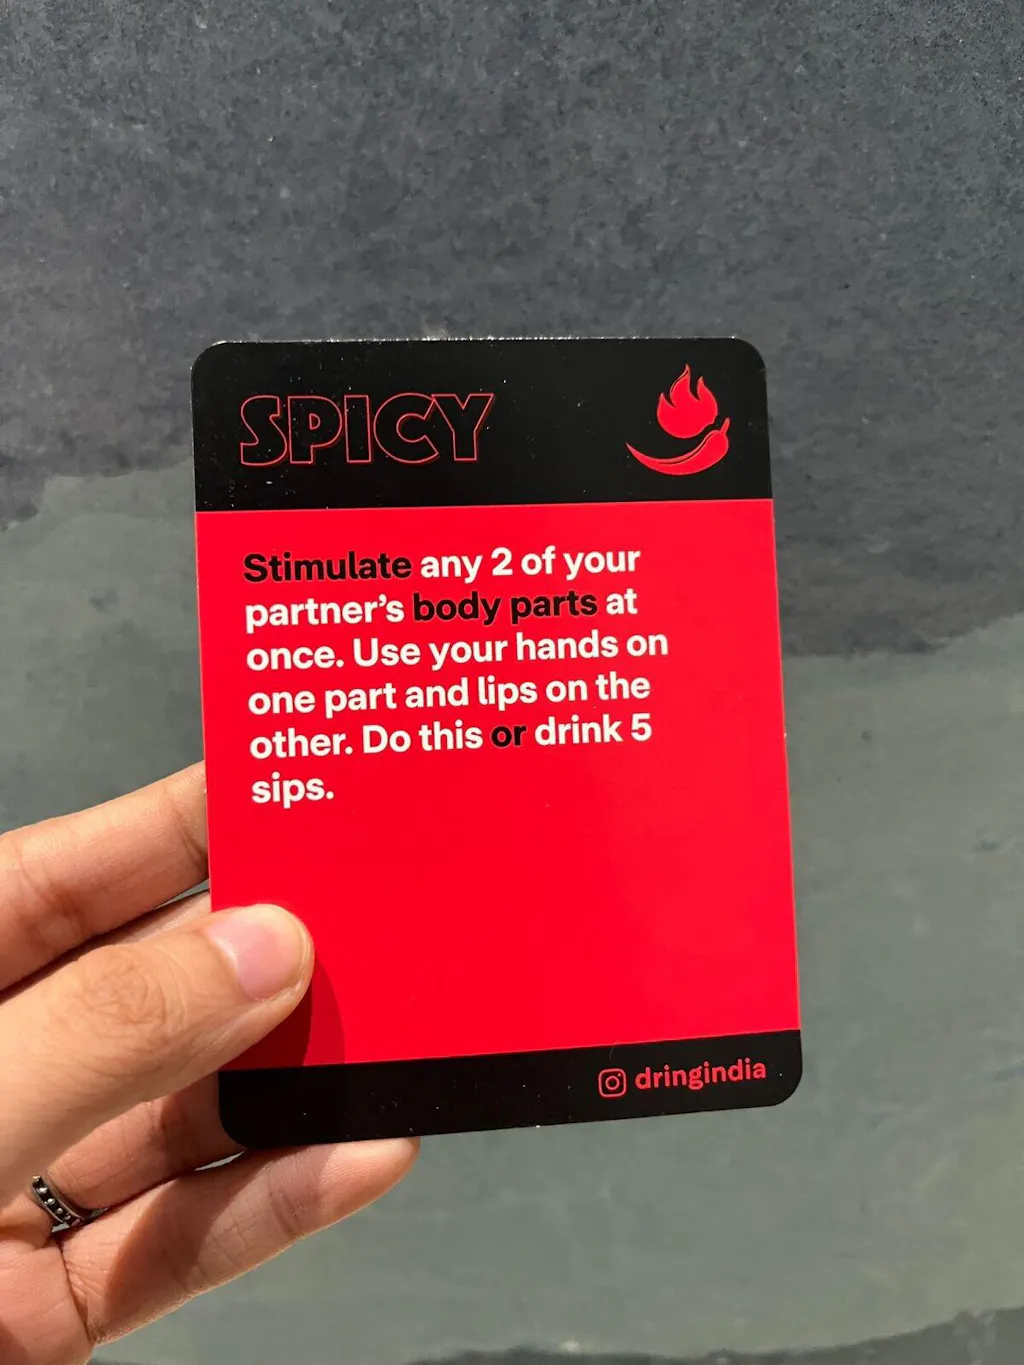 SPICY
Stimulate any 2 of your
partner’s body parts at
once. Use your hands on
one part and lips on the
other. Do this or drink 5
sips.
dringindia